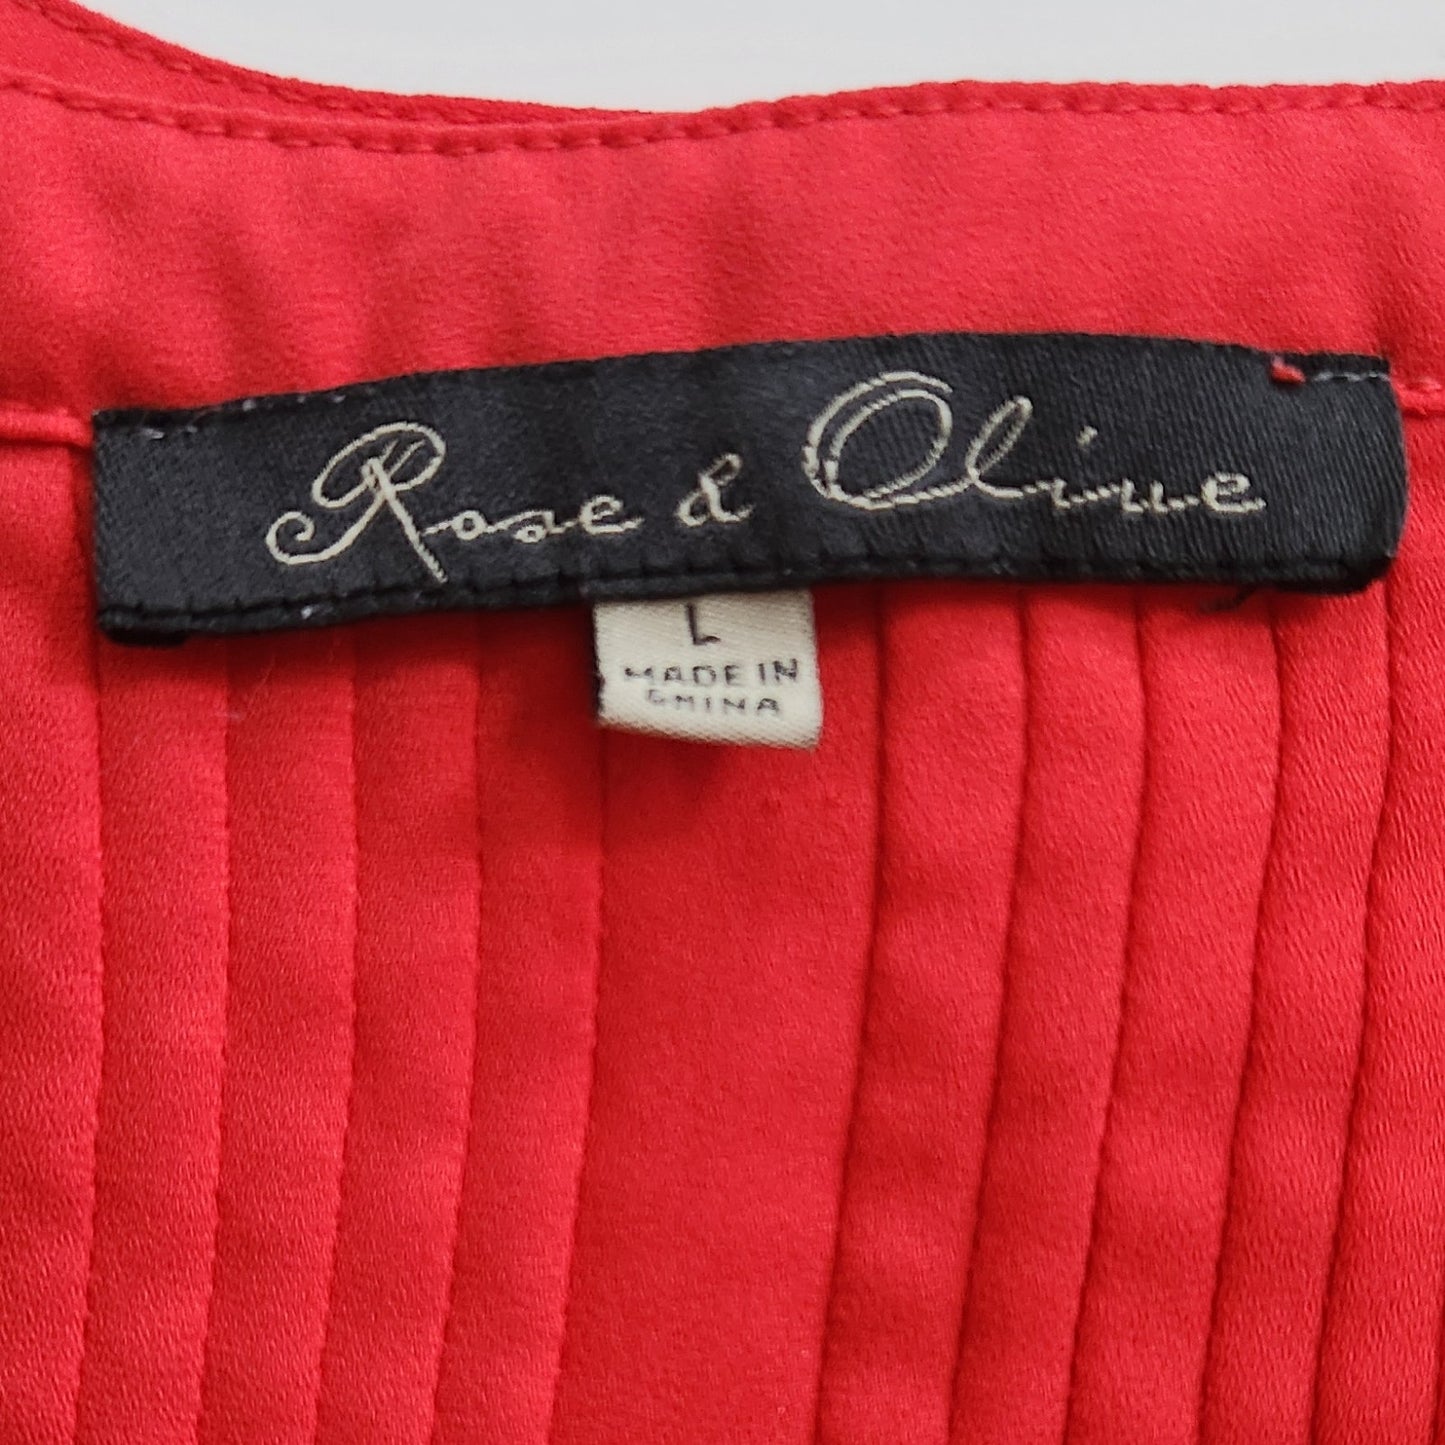 Rose & Olive
L
MADE IN
CHINA